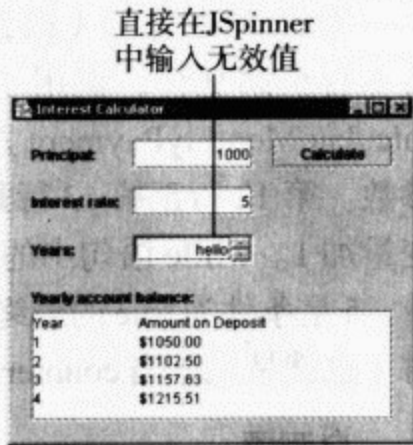 直接在JSpinner
中输入无效值
Interest Calculator
Principal: 1000 Calculate
Interest rate: 5
Years: hello
Yearly account balance:
Year Amount on Deposit
1 $1050.00
2 $1102.50
3 $1157.63
4 $1215.51